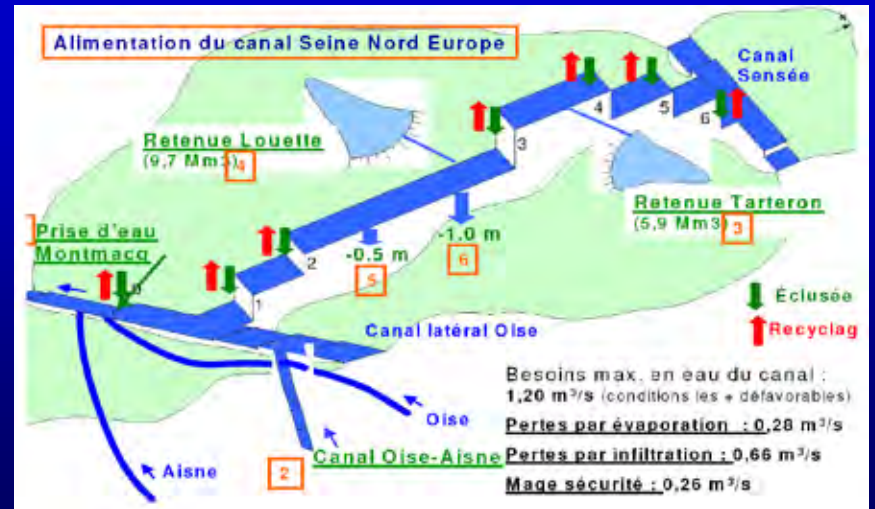 Alimentation du canal Seine Nord Europe
Canal
Sensée
Retenue Louette
(9,7 Mm3)
4
Retenue Tarteron
(5,9 Mm3)
3
Prise d'eau
Montmacq
1
2
3
4
5
6
-0.5 m
5
-1.0 m
6
Canal latéral Oise
Éclusée
Recyclag
Oise
Aisne
2
Canal Oise-Aisne
Besoins max. en eau du canal :
1,20 m³/s (conditions les + défavorables)
Pertes par évaporation : 0,28 m³/s
Pertes par infiltration : 0,66 m³/s
Mage sécurité : 0,26 m³/s